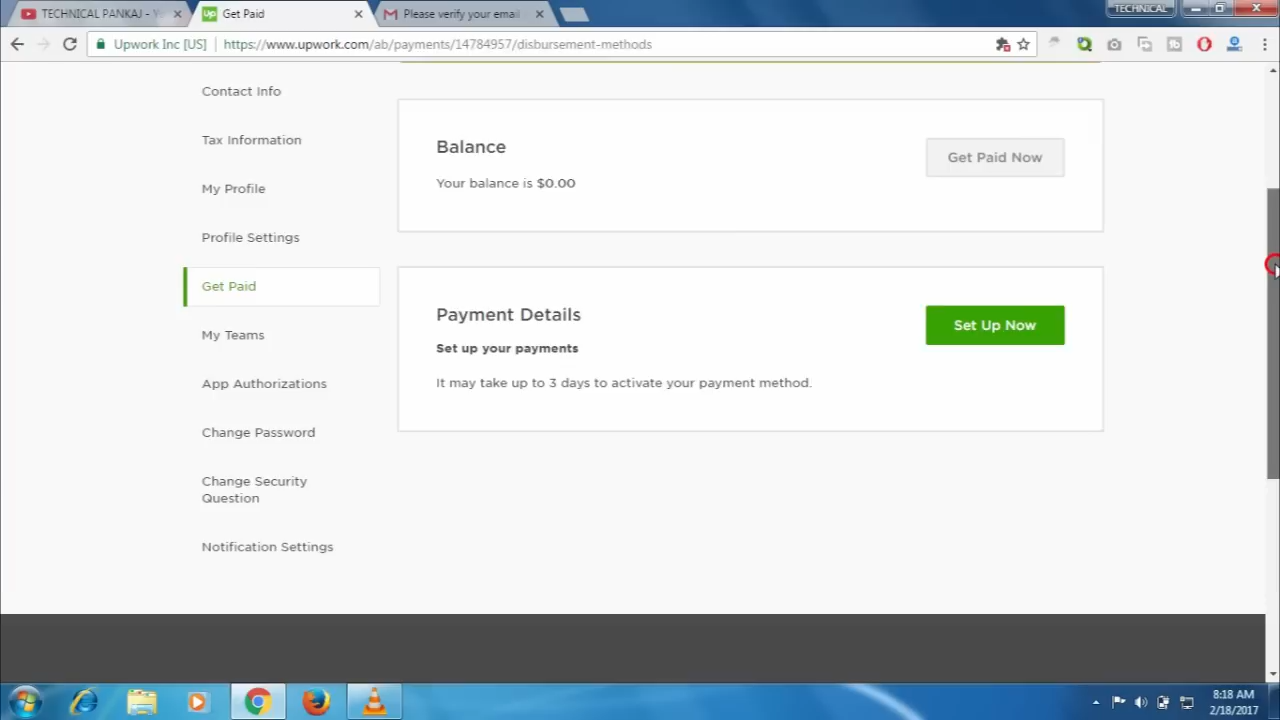 TECHNICAL PANKAJ - Y
Get Paid
Please verify your email
TECHNICAL
Upwork Inc [US]
https://www.upwork.com/ab/payments/14784957/disbursement-methods
Contact Info
Tax Information
My Profile
Profile Settings
Get Paid
My Teams
App Authorizations
Change Password
Change Security
Question
Notification Settings
Balance
Your balance is $0.00
Get Paid Now
Payment Details
Set up your payments
It may take up to 3 days to activate your payment method.
Set Up Now
8:18 AM
2/18/2017